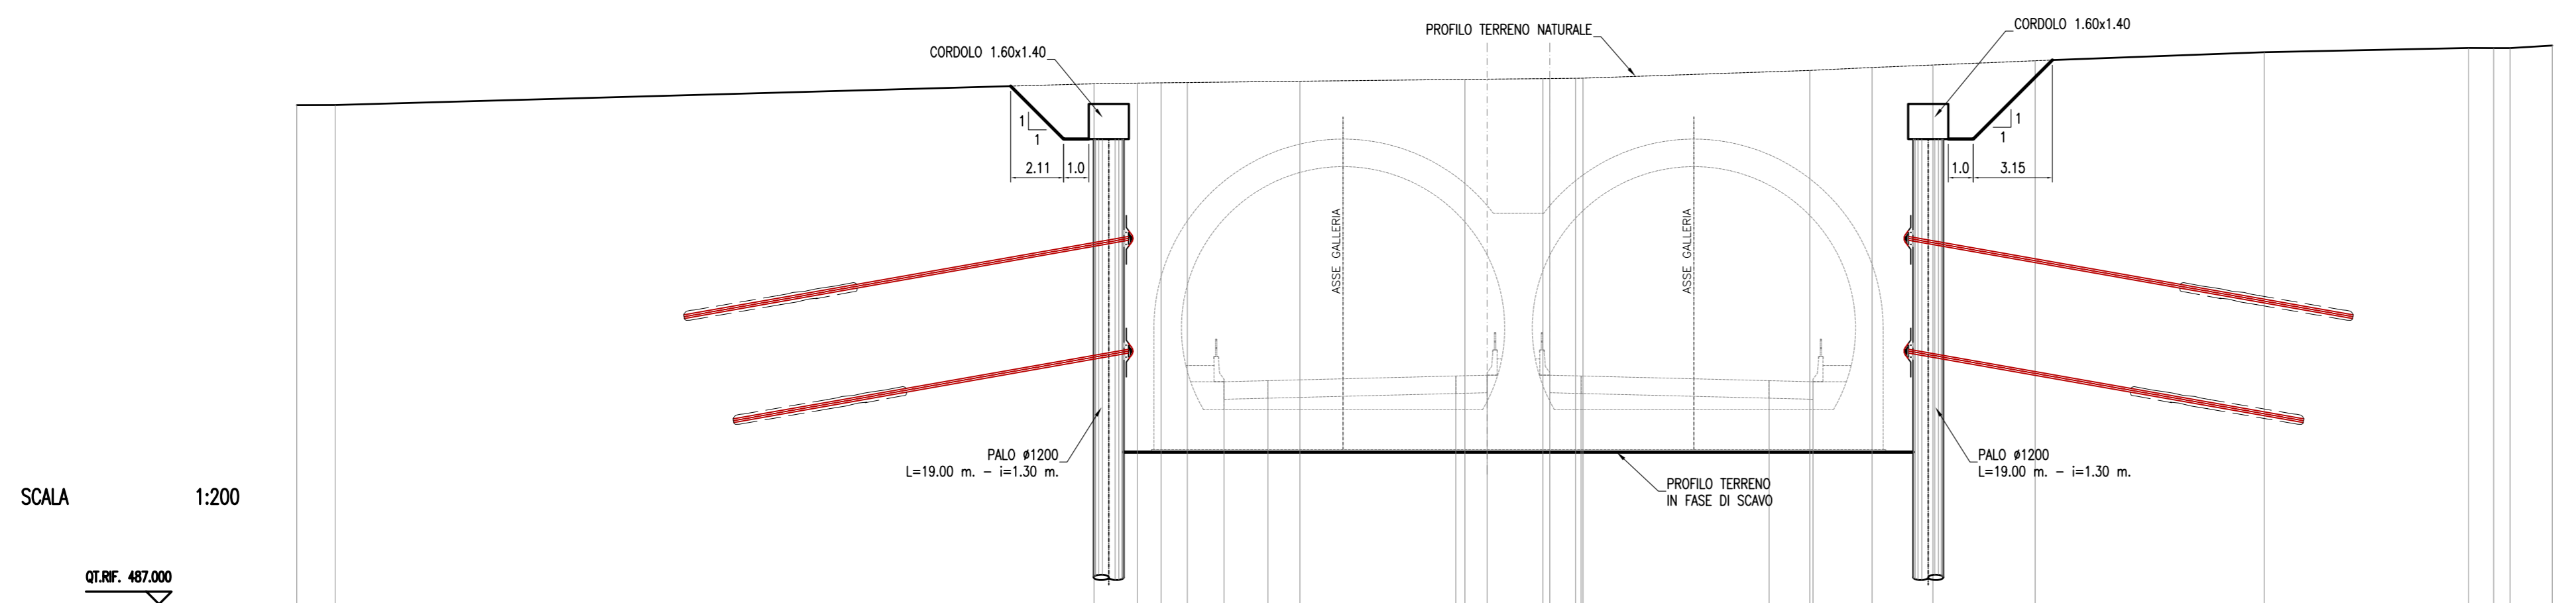 PROFILO TERRENO NATURALE
CORDOLO 1.60x1.40
CORDOLO 1.60x1.40
1
1
2.11
1.0
1
1
1.0
3.15
ASSE GALLERIA
ASSE GALLERIA
PALO ø1200
L=19.00 m. – i=1.30 m.
PALO ø1200
L=19.00 m. – i=1.30 m.
PROFILO TERRENO
IN FASE DI SCAVO
SCALA 1:200
QT.RIF. 487.000